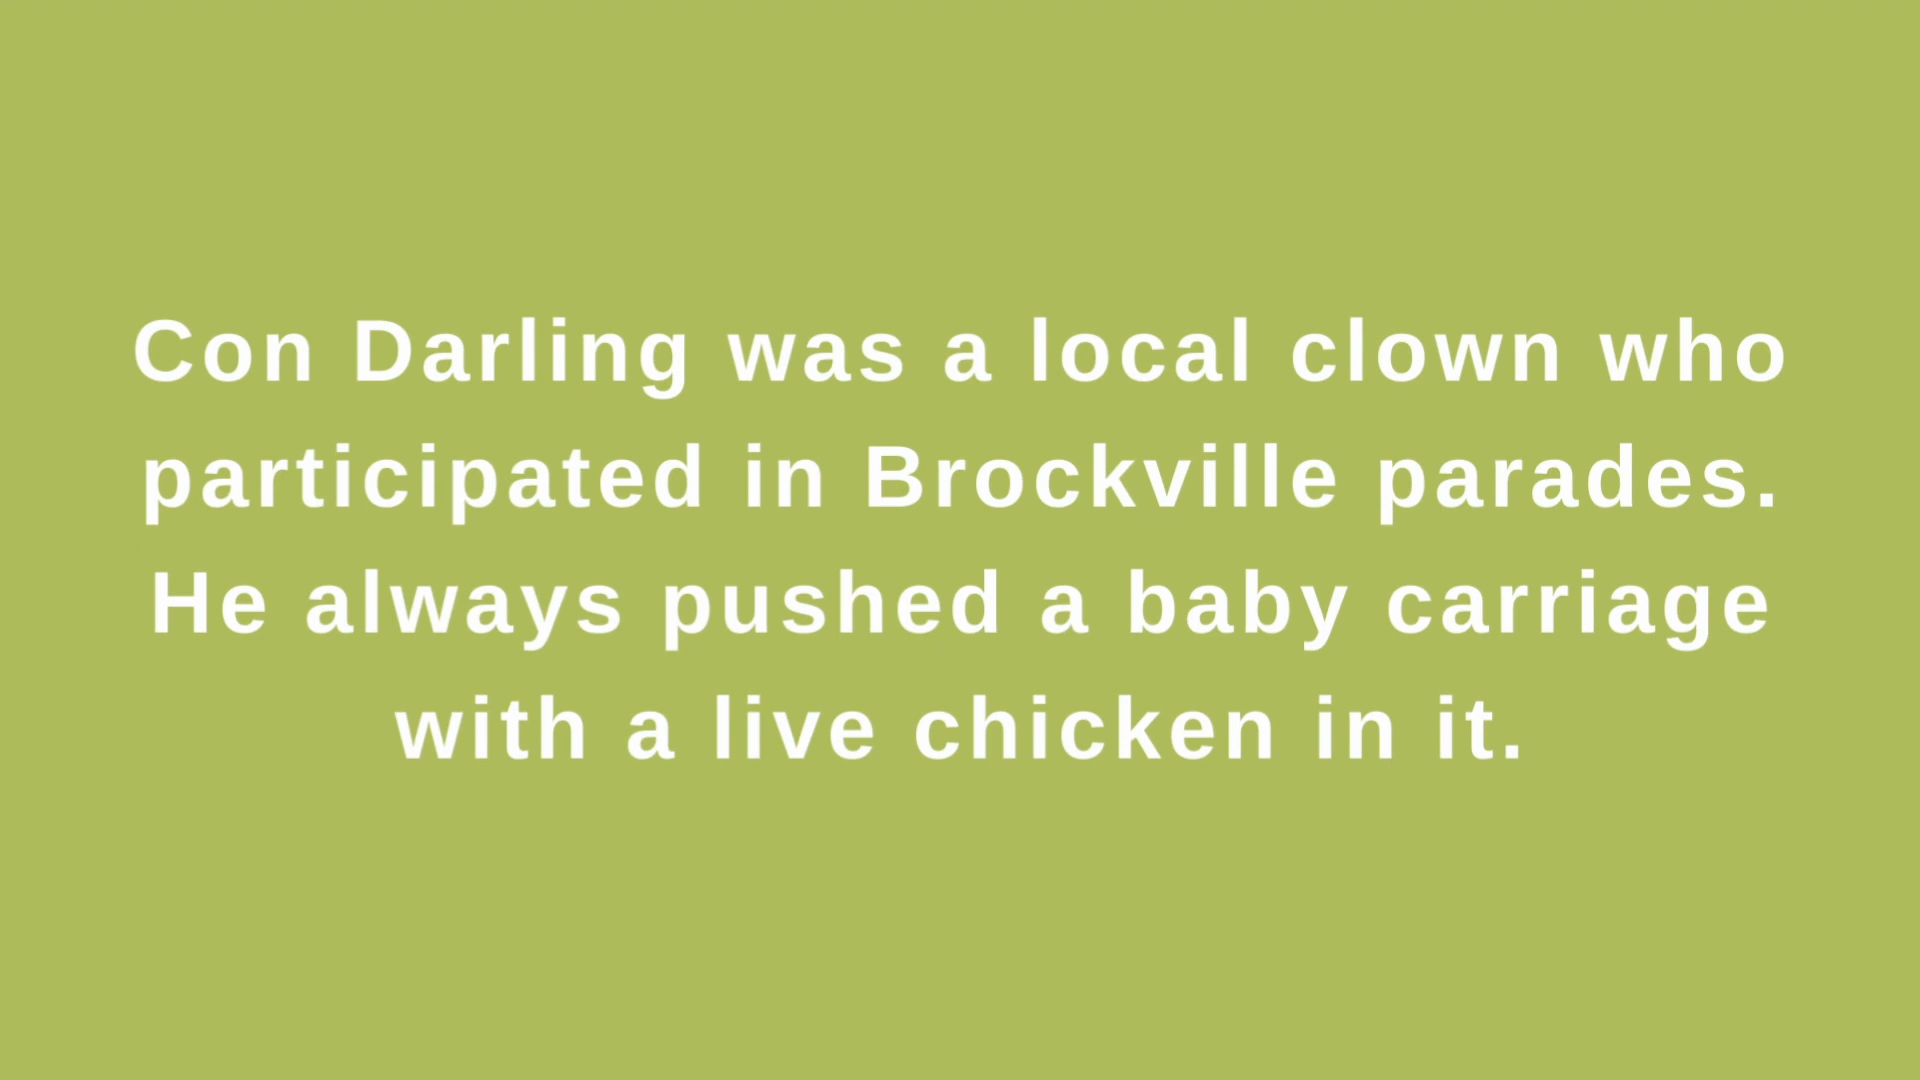 Con Darling was a local clown who
participated in Brockville parades.
He always pushed a baby carriage
with a live chicken in it.